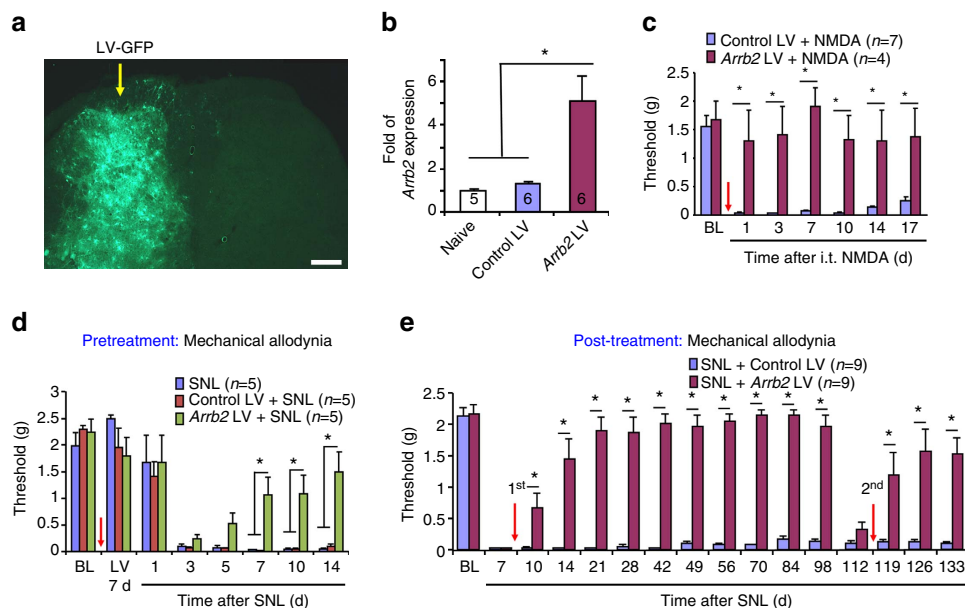 a
LV-GFP
b
Fold of
Arrb2 expression
8
6
4
2
0
*
5
6
6
Naive
Control LV
Arrb2 LV
c
Control LV + NMDA (n=7)
Arrb2 LV + NMDA (n=4)
Threshold (g)
2.5
2
1.5
1
0.5
0
* * * * * * *
BL 1 3 7 10 14 17
Time after i.t. NMDA (d)
d
Pretreatment: Mechanical allodynia
SNL (n=5)
Control LV + SNL (n=5)
Arrb2 LV + SNL (n=5)
Threshold (g)
3
2.5
2
1.5
1
0.5
0
* * *
BL LV 1 3 5 7 10 14
7 d
Time after SNL (d)
e
Post-treatment: Mechanical allodynia
SNL + Control LV (n=9)
SNL + Arrb2 LV (n=9)
Threshold (g)
2.5
2
1.5
1
0.5
0
1st
2nd
* * * * * * * * * * * * *
BL 7 10 14 21 28 42 49 56 70 84 98 112 119 126 133
Time after SNL (d)